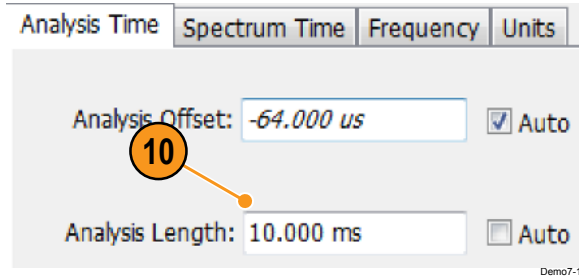 Analysis Time Spectrum Time Frequency Units
Analysis Offset: -64.000 us Auto
10
Analysis Length: 10.000 ms Auto